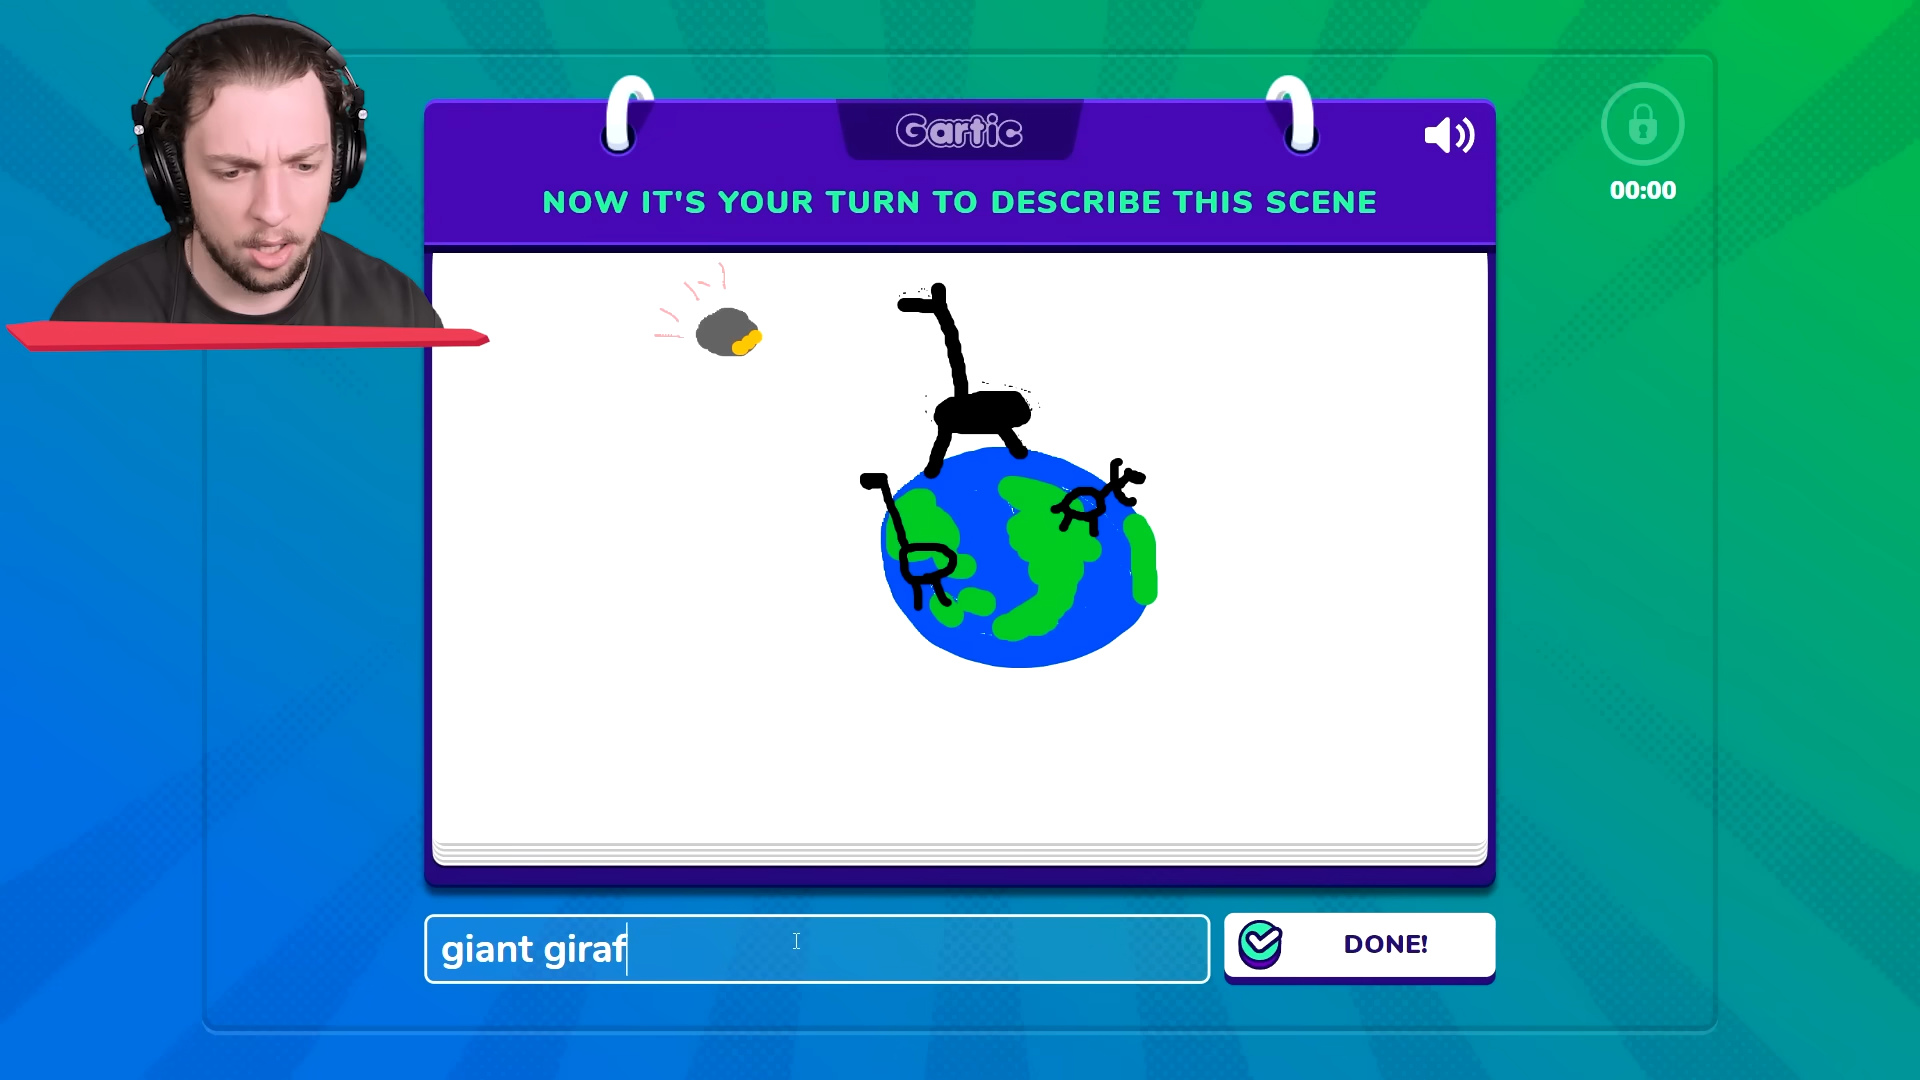 Gartic
NOW IT'S YOUR TURN TO DESCRIBE THIS SCENE
00:00
giant giraf
DONE!